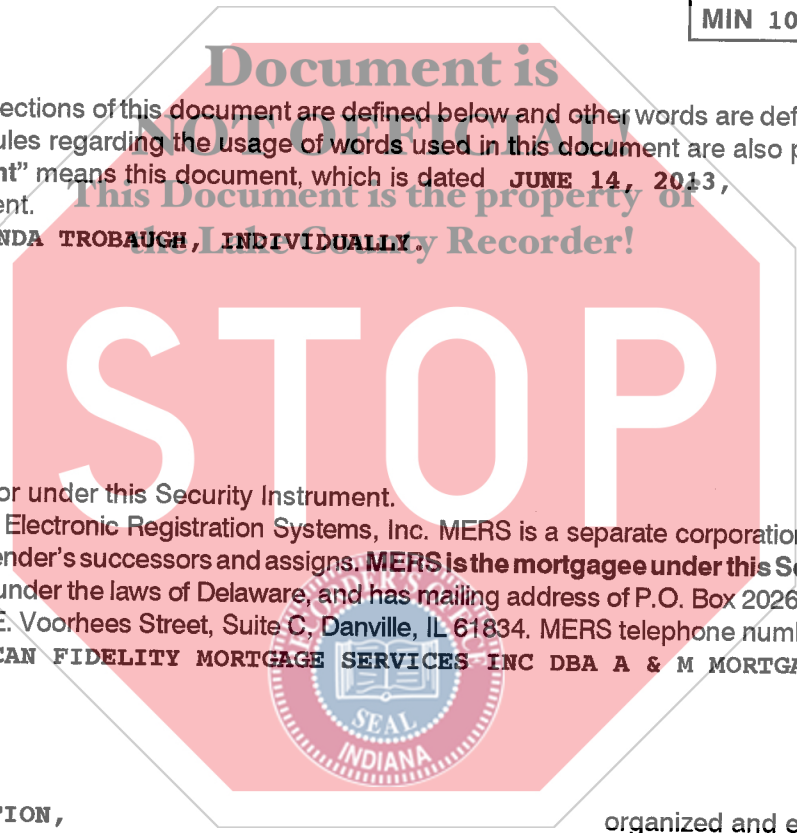 MIN 10
Document is
ections of this document are defined below and other words are def
NOT OFFICIAL!
ules regarding the usage of words used in this document are also p
nt” means this document, which is dated JUNE 14, 2013,
This Document is the property of
ent.
the Lake County Recorder!
NDA TROBAUGH, INDIVIDUALLY.
STOP
or under this Security Instrument.
Electronic Registration Systems, Inc. MERS is a separate corporation
ender's successors and assigns. MERS is the mortgagee under this Se
under the laws of Delaware, and has mailing address of P.O. Box 2026
E. Voorhees Street, Suite C, Danville, IL 61834. MERS telephone num
CAN FIDELITY MORTGAGE SERVICES INC DBA A & M MORTGA
SEAL
INDIANA
TION,
organized and e